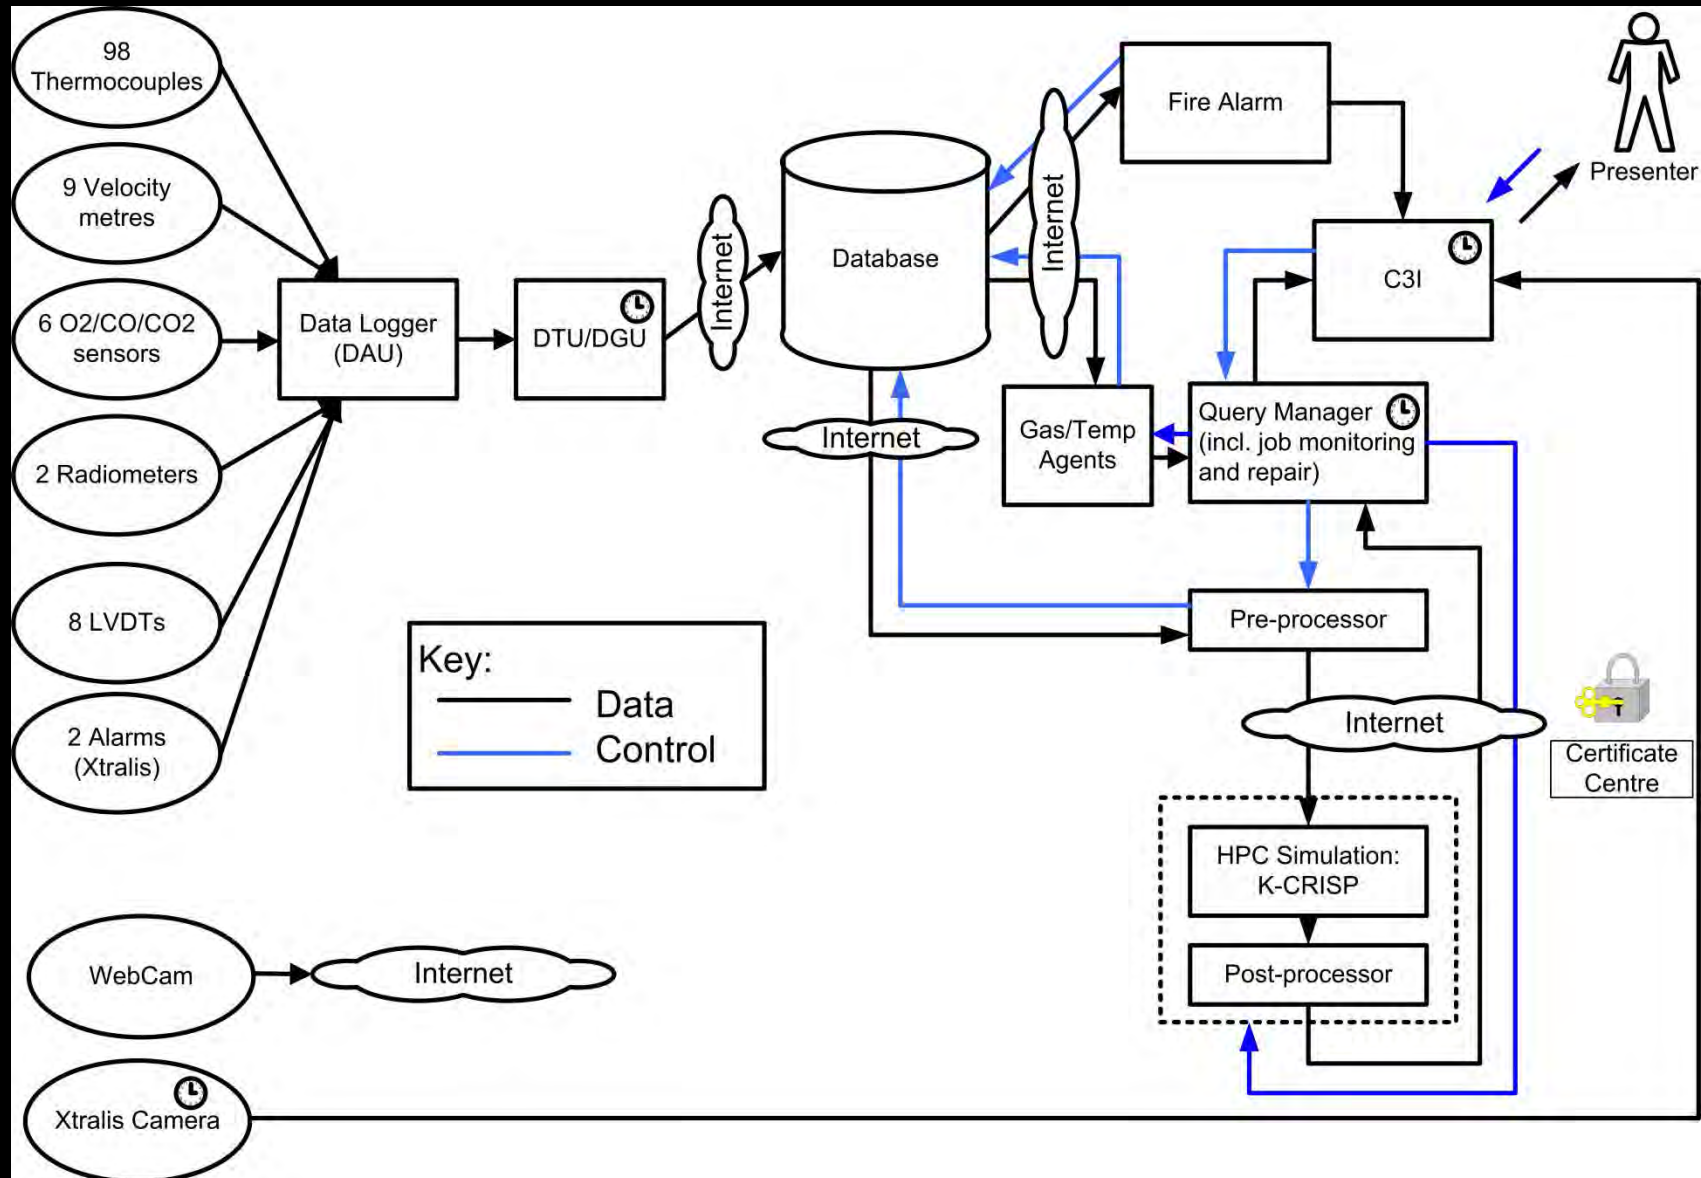 98
Thermocouples
9 Velocity
metres
6 O2/CO/CO2
sensors
2 Radiometers
8 LVDTs
2 Alarms
(Xtralis)
WebCam
Xtralis Camera
Data Logger
(DAU)
DTU/DGU
Internet
Database
Internet
Internet
Fire Alarm
Presenter
C3I
Gas/Temp
Agents
Query Manager
(incl. job monitoring
and repair)
Pre-processor
Internet
HPC Simulation:
K-CRISP
Post-processor
Certificate
Centre
Key:
Data
Control
Internet